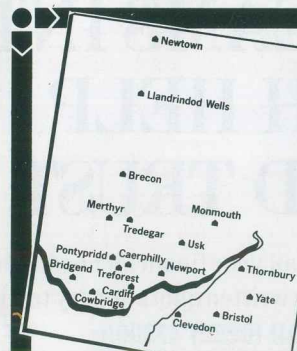 Newtown
Llandrindod Wells
Brecon
Merthyr
Tredegar
Monmouth
Usk
Pontypridd
Caerphilly
Newport
Bridgend
Treforest
Thornbury
Cardiff
Cowbridge
Yate
Clevedon
Bristol